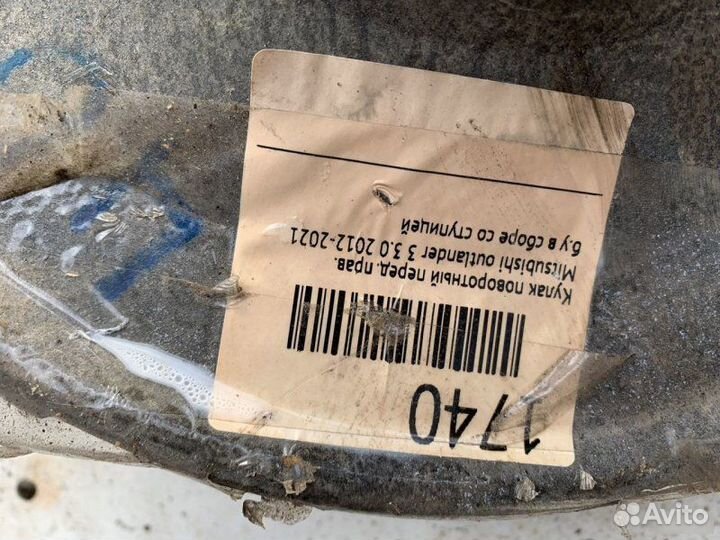 1740
Кулак поворотный перед. прав.
Mitsubishi outlander 3 3.0 2012-2021
б.у в сборе со ступицей
Avito